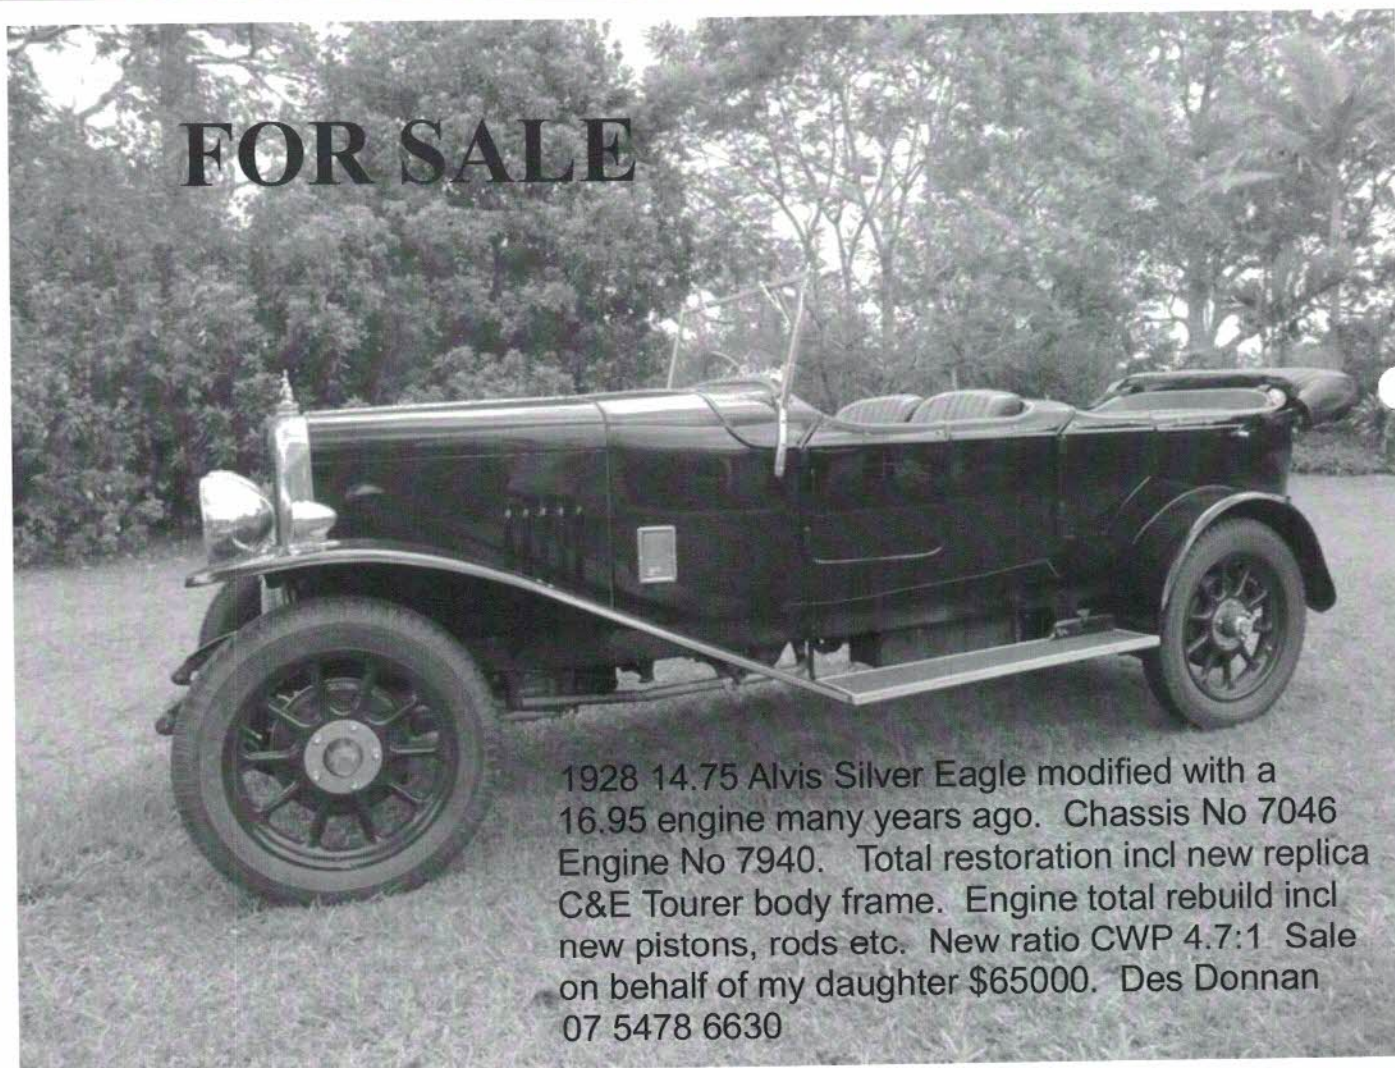 FOR SALE
1928 14.75 Alvis Silver Eagle modified with a
16.95 engine many years ago. Chassis No 7046
Engine No 7940. Total restoration incl new replica
C&E Tourer body frame. Engine total rebuild incl
new pistons, rods etc. New ratio CWP 4.7:1 Sale
on behalf of my daughter $65000. Des Donnan
07 5478 6630